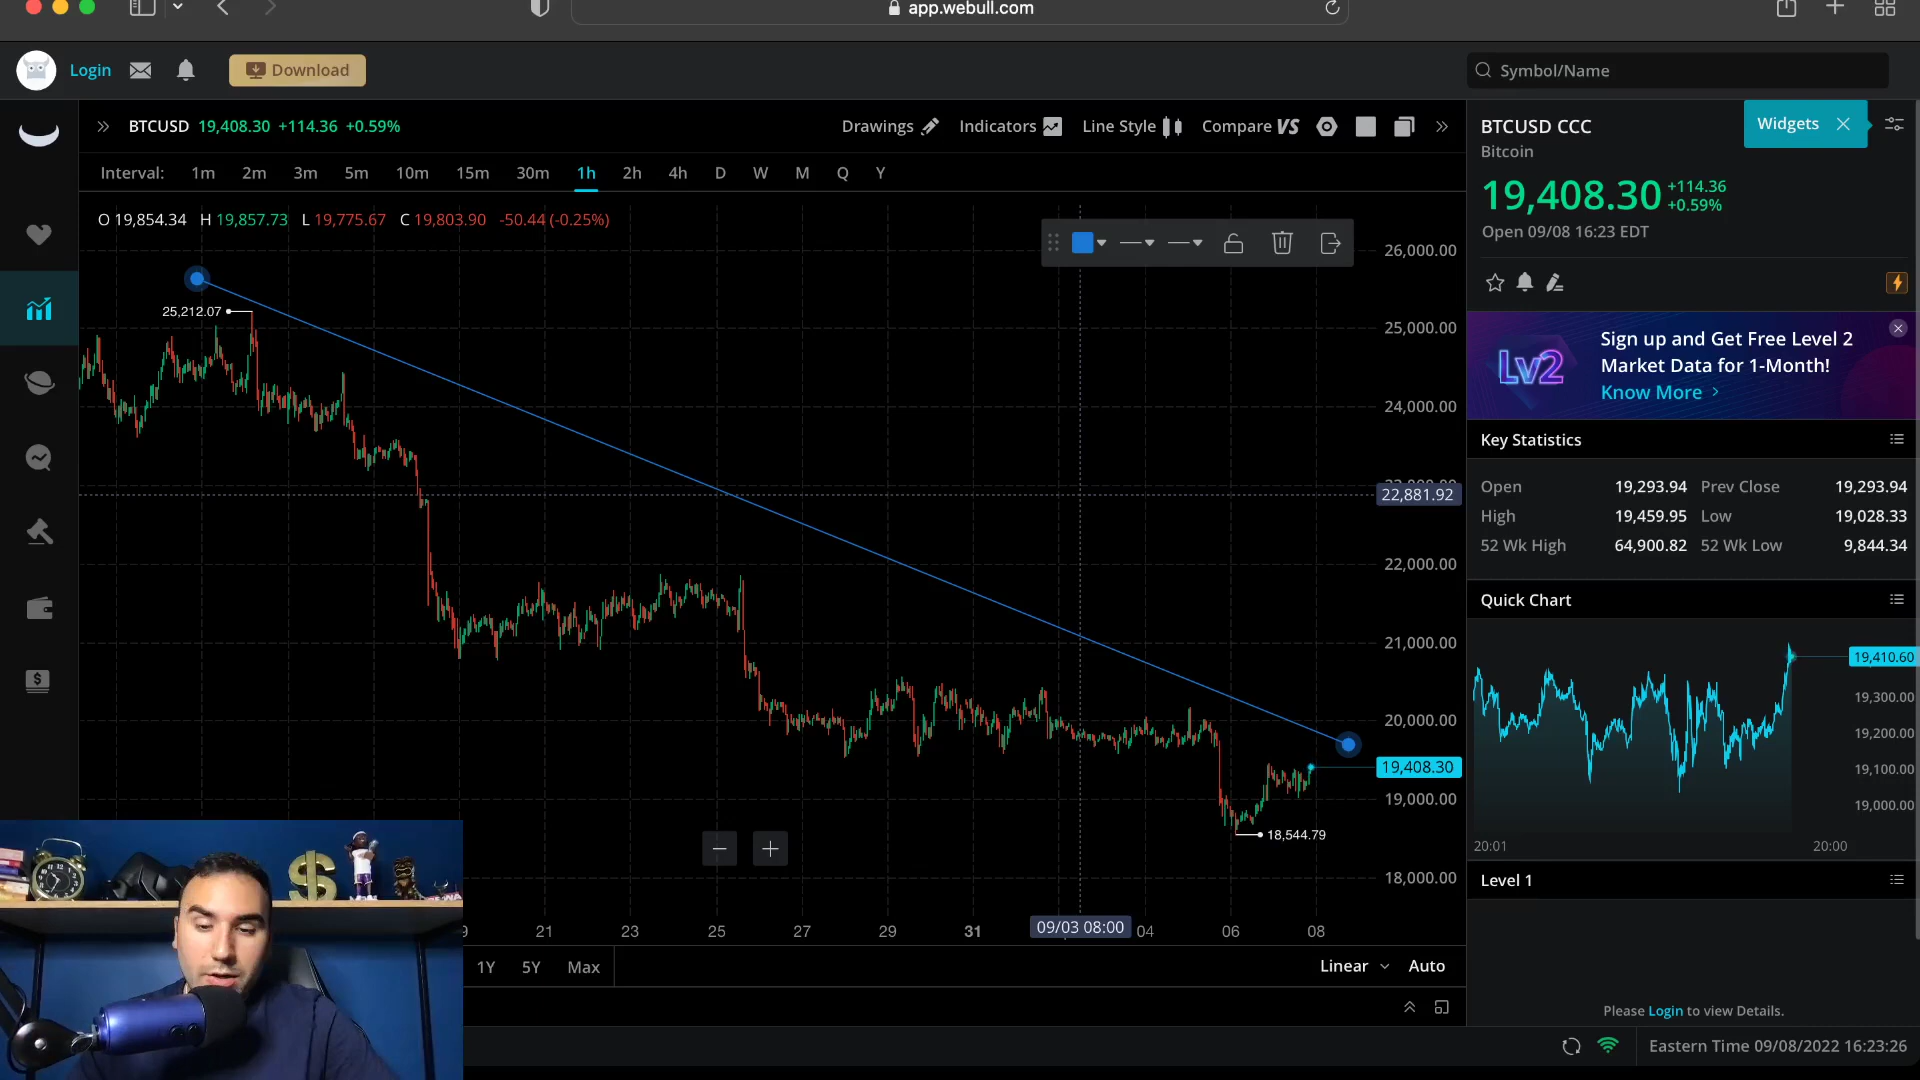 app.webull.com
Login
Download
Symbol/Name
BTCUSD 19,408.30 +114.36 +0.59%
Drawings
Indicators
Line Style
Compare VS
Interval: 1m 2m 3m 5m 10m 15m 30m 1h 2h 4h D W M Q Y
O 19,854.34 H 19,857.73 L 19,775.67 C 19,803.90 -50.44 (-0.25%)
25,212.07
18,544.79
26,000.00
25,000.00
24,000.00
22,881.92
22,000.00
21,000.00
20,000.00
19,408.30
19,000.00
18,000.00
21 23 25 27 29 31 09/03 08:00 04 06 08
1Y 5Y Max
Linear Auto
BTCUSD CCC
Widgets
Bitcoin
19,408.30
+114.36
+0.59%
Open 09/08 16:23 EDT
Lv2
Sign up and Get Free Level 2
Market Data for 1-Month!
Know More >
Key Statistics
Open 19,293.94 Prev Close 19,293.94
High 19,459.95 Low 19,028.33
52 Wk High 64,900.82 52 Wk Low 9,844.34
Quick Chart
19,410.60
19,300.00
19,200.00
19,100.00
19,000.00
20:01 20:00
Level 1
Please Login to view Details.
Eastern Time 09/08/2022 16:23:26